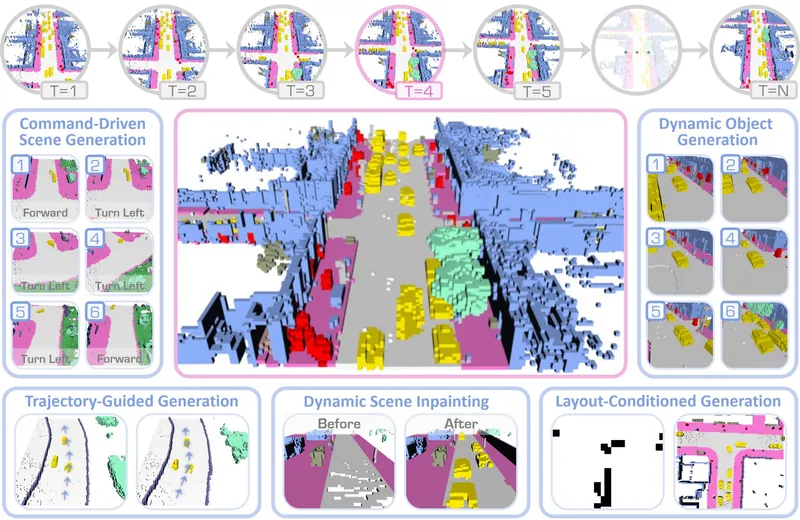 T=1
T=2
T=3
T=4
T=5
T=N
Command-Driven
Scene Generation
1
2
Forward
Turn Left
3
4
Turn Left
Turn Left
5
6
Turn Left
Forward
Dynamic Object
Generation
1
2
3
4
5
6
Trajectory-Guided Generation
Dynamic Scene Inpainting
Before
After
Layout-Conditioned Generation